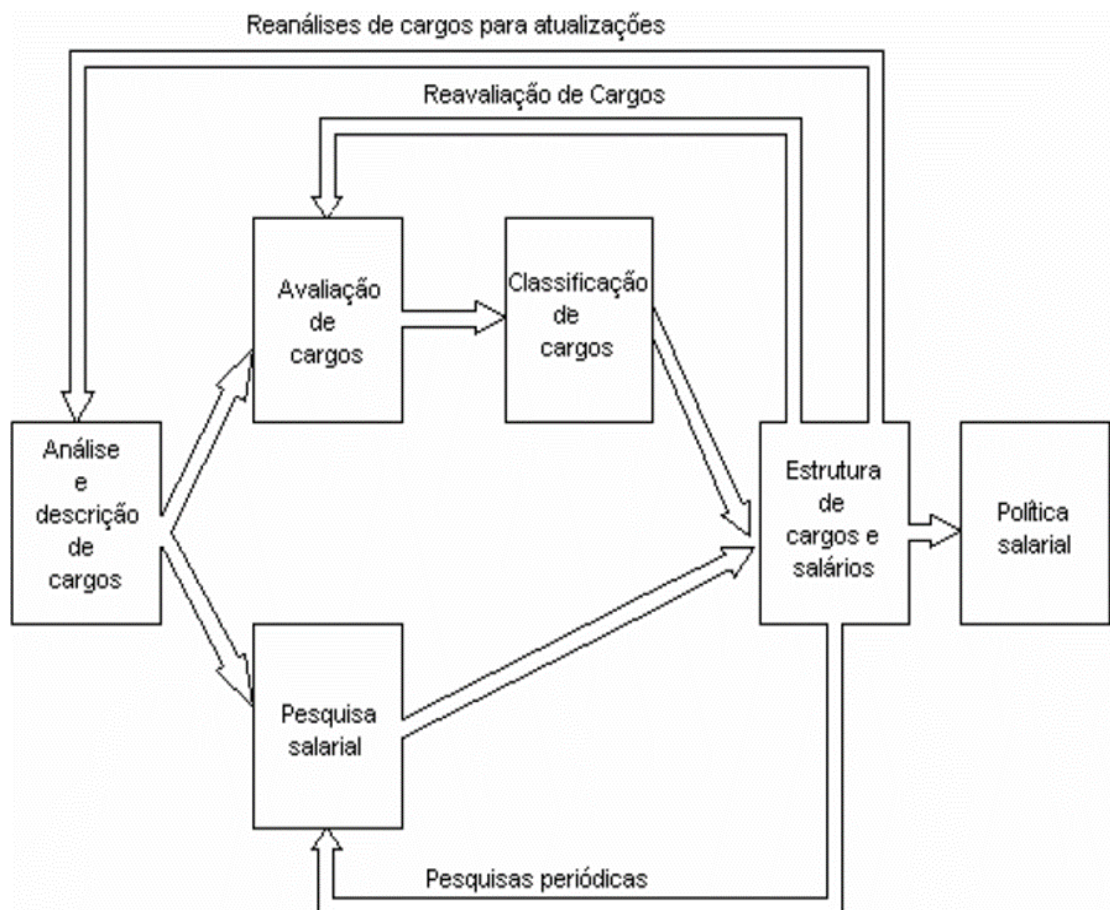 Reanálises de cargos para atualizações
Reavaliação de Cargos
Avaliação
de
cargos
Classificação
de
cargos
Análise
e
descrição
de
cargos
Estrutura
de
cargos e
salários
Política
salarial
Pesquisa
salarial
Pesquisas periódicas